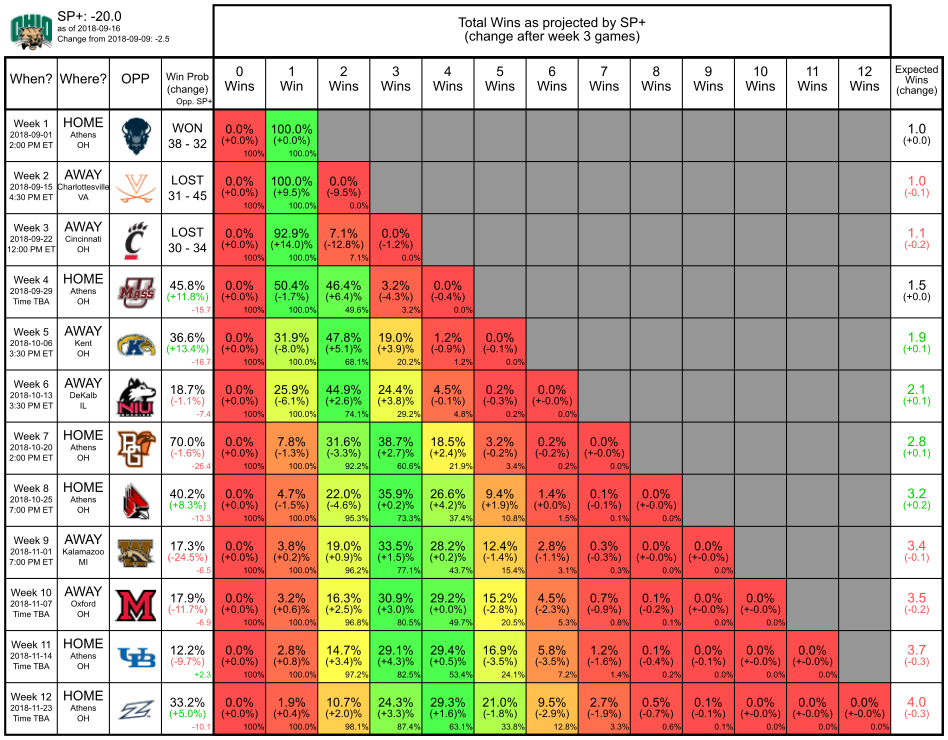 OHIO
SP+: -20.0
as of 2018-09-16
Change from 2018-09-09: -2.5
Total Wins as projected by SP+
(change after week 3 games)
When? Where? OPP Win Prob (change) Opp. SP+ 0 Wins 1 Win 2 Wins 3 Wins 4 Wins 5 Wins 6 Wins 7 Wins 8 Wins 9 Wins 10 Wins 11 Wins 12 Wins Expected Wins (change)
Week 1 HOME WON 0.0% 100.0% 1.0
2018-09-01 Athens (+0.0%) (+0.0%) (+0.0)
2:00 PM ET OH 38 - 32 100% 100.0%
Week 2 AWAY LOST 0.0% 100.0% 0.0% 1.0
2018-09-15 Charlottesville (+0.0%) (+9.5)% (-9.5%) (-0.1)
4:30 PM ET VA 31 - 45 100% 100.0% 0.0%
Week 3 AWAY LOST 0.0% 92.9% 7.1% 0.0% 1.1
2018-09-22 Cincinnati (+0.0%) (+14.0)% (-12.8%) (-1.2%) (-0.2)
12:00 PM ET OH 30 - 34 100% 100.0% 7.1% 0.0%
Week 4 HOME MASS 45.8% 0.0% 50.4% 46.4% 3.2% 0.0% 1.5
2018-09-29 Athens (+11.8%) (+0.0%) (-1.7%) (+6.4)% (-4.3%) (-0.4%) (+0.0)
Time TBA OH -15.7 100% 100.0% 49.6% 3.2% 0.0%
Week 5 AWAY K 36.6% 0.0% 31.9% 47.8% 19.0% 1.2% 0.0% 1.9
2018-10-06 Kent (+13.4%) (+0.0%) (-8.0%) (+5.1)% (+3.9%) (-0.9%) (-0.1%) (+0.1)
3:30 PM ET OH -16.7 100% 100.0% 68.1% 20.2% 1.2% 0.0%
Week 6 AWAY NIU 18.7% 0.0% 25.9% 44.9% 24.4% 4.5% 0.2% 0.0% 2.1
2018-10-13 DeKalb (-1.1%) (+0.0%) (-6.1%) (+2.6)% (+3.8%) (-0.1%) (-0.3%) (+-0.0%) (+0.1)
3:30 PM ET IL -7.4 100% 100.0% 74.1% 29.2% 4.8% 0.2% 0.0%
Week 7 HOME BG 70.0% 0.0% 7.8% 31.6% 38.7% 18.5% 3.2% 0.2% 0.0% 2.8
2018-10-20 Athens (-1.6%) (+0.0%) (-1.3%) (-3.3%) (+2.7)% (+2.4%) (-0.2%) (-0.2%) (+-0.0%) (+0.1)
2:00 PM ET OH -26.4 100% 100.0% 92.2% 60.6% 21.9% 3.4% 0.2% 0.0%
Week 8 HOME 40.2% 0.0% 4.7% 22.0% 35.9% 26.6% 9.4% 1.4% 0.1% 0.0% 3.2
2018-10-25 Athens (+8.3%) (+0.0%) (-1.5%) (-4.6%) (+0.2)% (+4.2%) (+1.9%) (+0.0%) (-0.1%) (+-0.0%) (+0.2)
7:00 PM ET OH -13.3 100% 100.0% 95.3% 73.3% 37.4% 10.8% 1.5% 0.1% 0.0%
Week 9 AWAY W 17.3% 0.0% 3.8% 19.0% 33.5% 28.2% 12.4% 2.8% 0.3% 0.0% 0.0% 3.4
2018-11-01 Kalamazoo (-24.5%) (+0.0%) (+0.2%) (+0.9%) (+1.5)% (+0.2%) (-1.4%) (-1.1%) (-0.3%) (+-0.0%) (+-0.0%) (-0.1)
7:00 PM ET MI -6.5 100% 100.0% 96.2% 77.1% 43.7% 15.4% 3.1% 0.3% 0.0% 0.0%
Week 10 AWAY M 17.9% 0.0% 3.2% 16.3% 30.9% 29.2% 15.2% 4.5% 0.7% 0.1% 0.0% 0.0% 3.5
2018-11-07 Oxford (-11.7%) (+0.0%) (+0.6%) (+2.5%) (+3.0)% (+0.0%) (-2.8%) (-2.3%) (-0.9%) (-0.2%) (+-0.0%) (+-0.0%) (-0.2)
Time TBA OH -6.9 100% 100.0% 96.8% 80.5% 49.7% 20.5% 5.3% 0.8% 0.1% 0.0% 0.0%
Week 11 HOME UB 12.2% 0.0% 2.8% 14.7% 29.1% 29.4% 16.9% 5.8% 1.2% 0.1% 0.0% 0.0% 0.0% 3.7
2018-11-14 Athens (-9.7%) (+0.0%) (+0.8%) (+3.4%) (+4.3%) (+0.5)% (-3.5%) (-3.5%) (-1.6%) (-0.4%) (-0.1%) (+-0.0%) (+-0.0%) (-0.3)
Time TBA OH +2.3 100% 100.0% 97.2% 82.5% 53.4% 24.1% 7.2% 1.4% 0.2% 0.0% 0.0% 0.0%
Week 12 HOME Z 33.2% 0.0% 1.9% 10.7% 24.3% 29.3% 21.0% 9.5% 2.7% 0.5% 0.1% 0.0% 0.0% 0.0% 4.0
2018-11-23 Athens (+5.0%) (+0.0%) (+0.4%) (+2.0%) (+3.3%) (+1.6)% (-1.8%) (-2.9%) (-1.9%) (-0.7%) (-0.1%) (+-0.0%) (+-0.0%) (+-0.0%) (-0.3)
Time TBA OH -10.1 100% 100.0% 98.1% 87.4% 63.1% 33.8% 12.8% 3.3% 0.6% 0.1% 0.0% 0.0% 0.0%